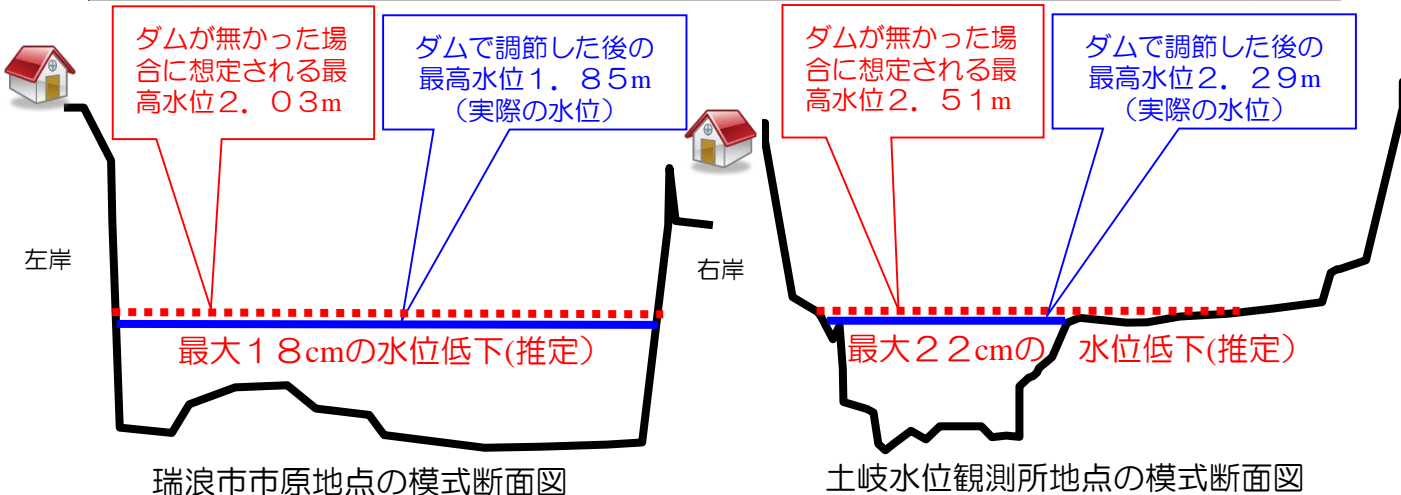 ダムが無かった場
合に想定される最
高水位2．03m
ダムで調節した後の
最高水位1．85m
（実際の水位）
左岸
最大18cmの水位低下(推定）
瑞浪市市原地点の模式断面図
ダムが無かった場
合に想定される最
高水位2．51m
ダムで調節した後の
最高水位2．29m
（実際の水位）
右岸
最大22cmの　水位低下(推定）
土岐水位観測所地点の模式断面図